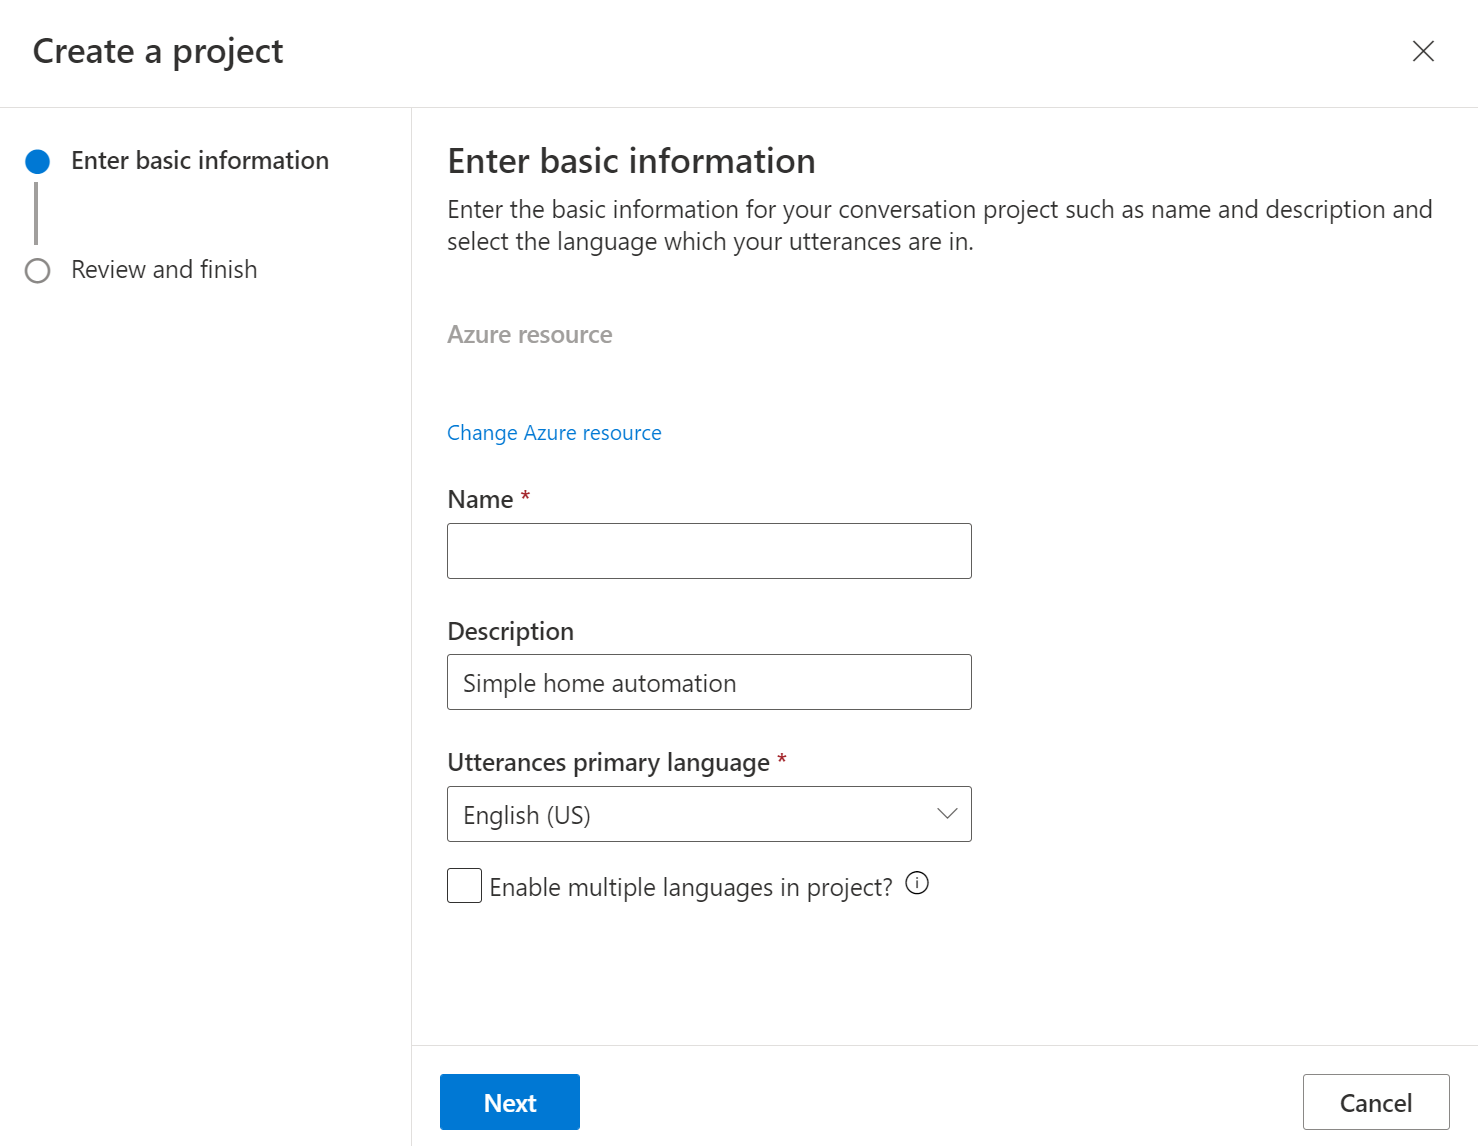 Create a project
Enter basic information
Review and finish
Enter basic information
Enter the basic information for your conversation project such as name and description and
select the language which your utterances are in.
Azure resource
Change Azure resource
Name *
Description
Simple home automation
Utterances primary language *
English (US)
Enable multiple languages in project?
Next
Cancel